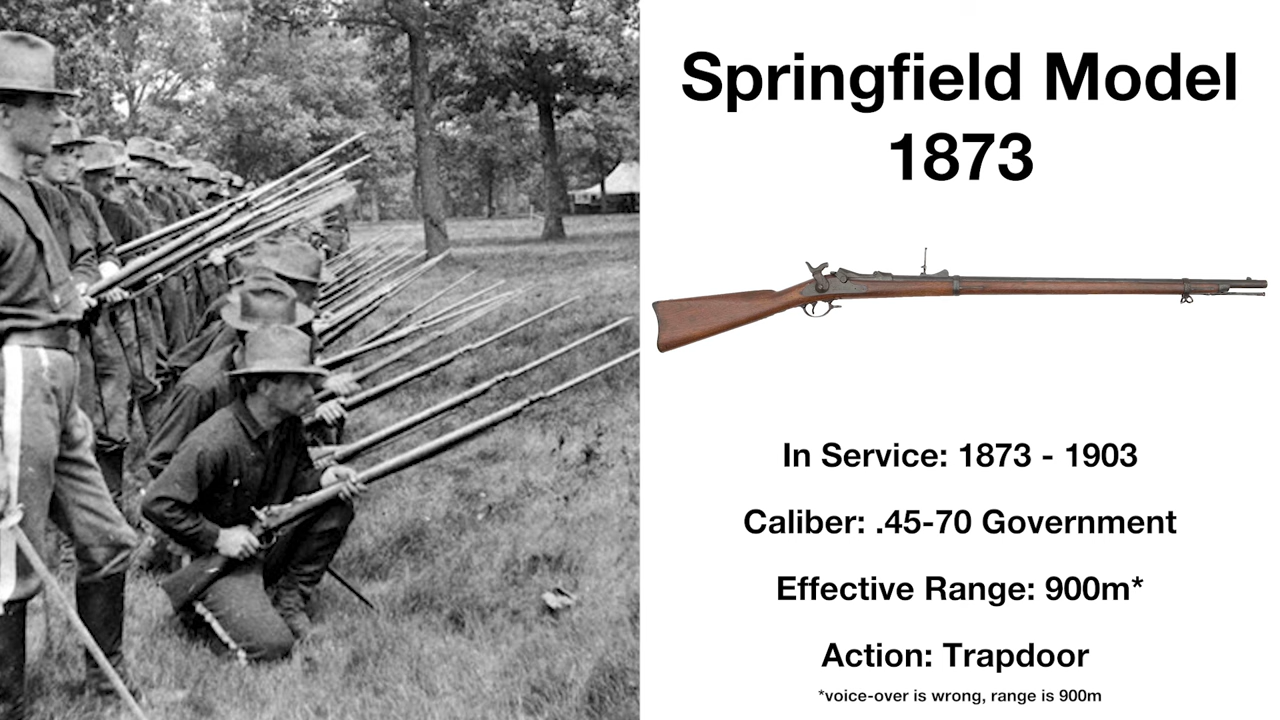 Springfield Model
1873
In Service: 1873 - 1903
Caliber: .45-70 Government
Effective Range: 900m*
Action: Trapdoor
*voice-over is wrong, range is 900m